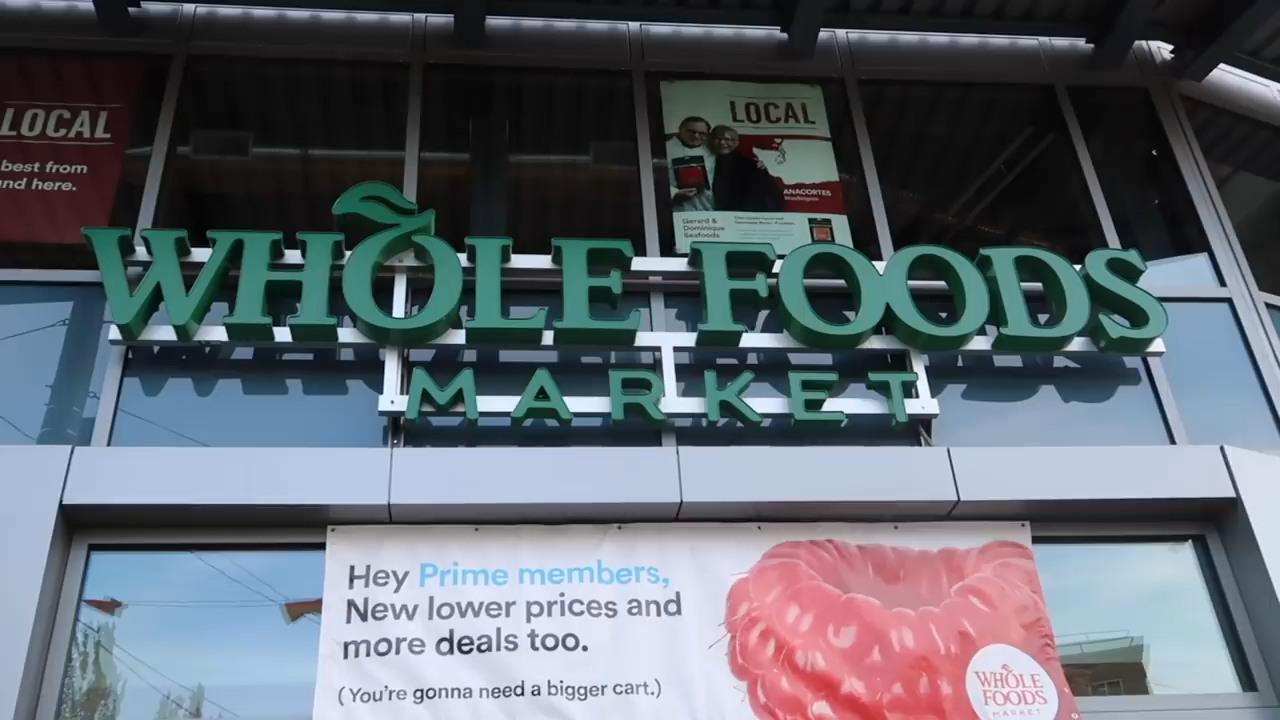 LOCAL
best from
nd here.
LOCAL
ANACORTES
Washington
Gerard &
Dominique
Seafoods
WHOLE FOODS
MARKET
Hey Prime members,
New lower prices and
more deals too.
(You're gonna need a bigger cart.)
WHOLE
FOODS
MARKET